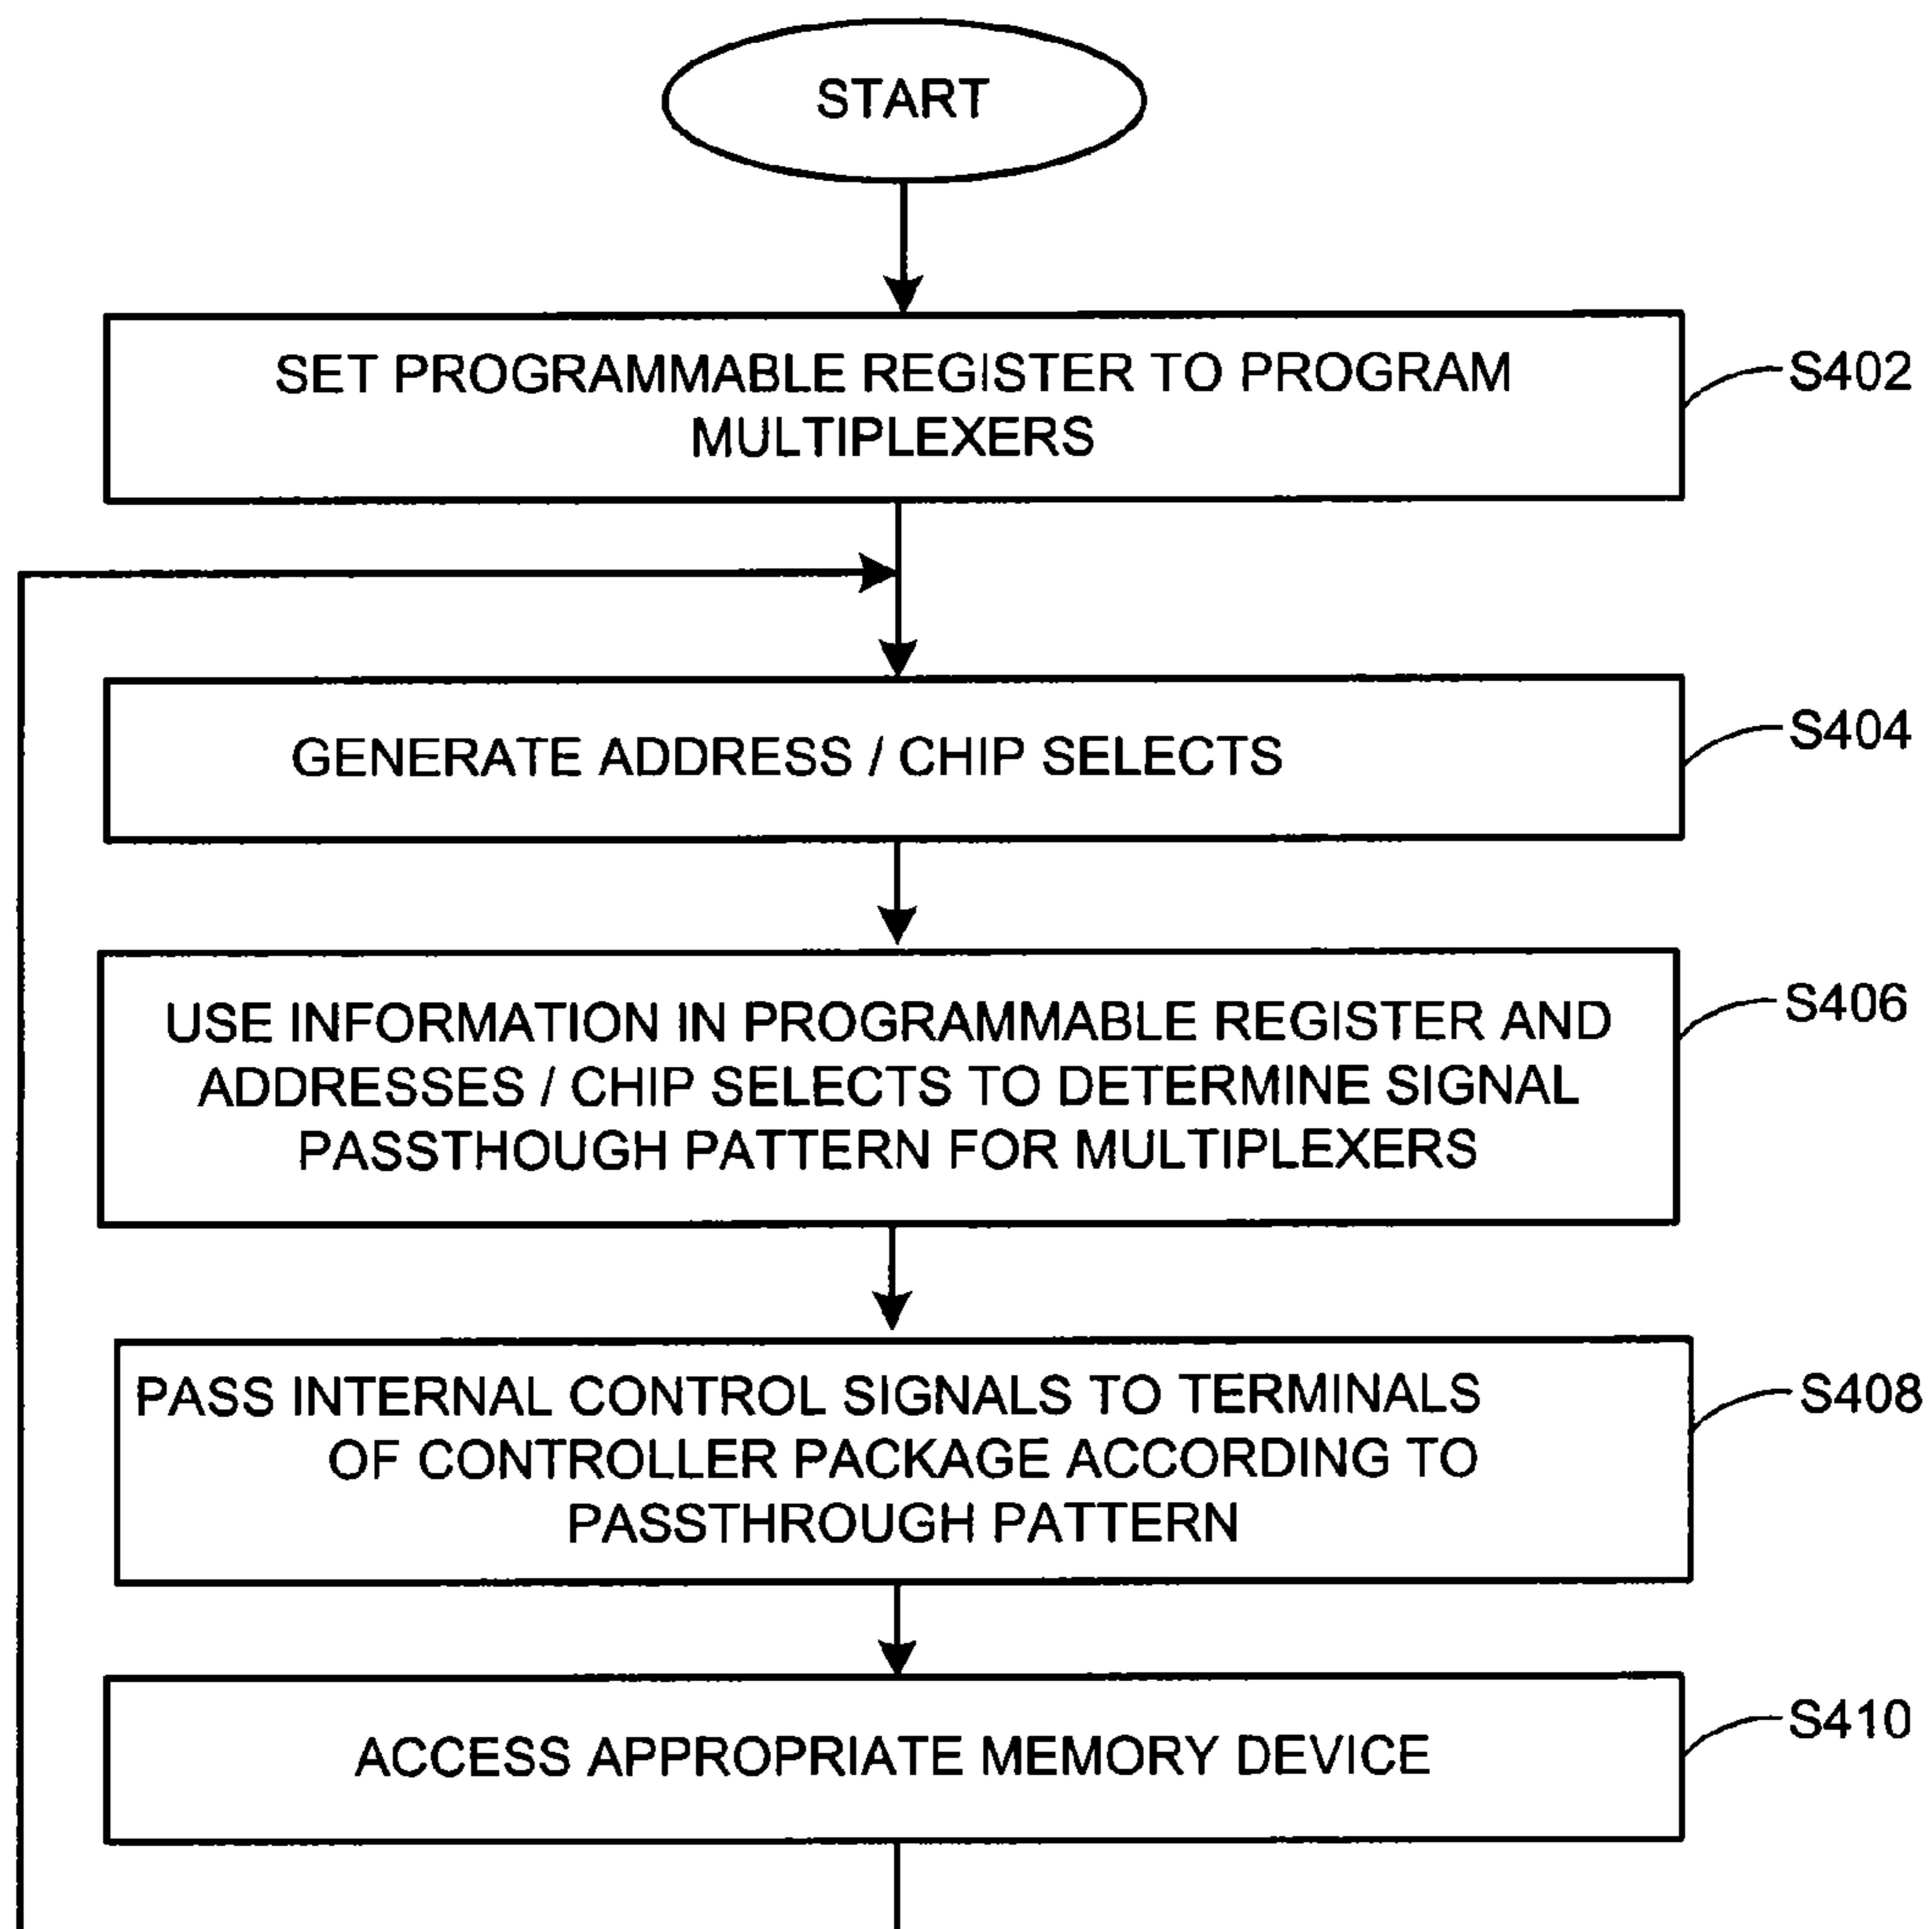 START
SET PROGRAMMABLE REGISTER TO PROGRAM
MULTIPLEXERS
S402
GENERATE ADDRESS / CHIP SELECTS
S404
USE INFORMATION IN PROGRAMMABLE REGISTER AND
ADDRESSES / CHIP SELECTS TO DETERMINE SIGNAL
PASSTHOUGH PATTERN FOR MULTIPLEXERS
S406
PASS INTERNAL CONTROL SIGNALS TO TERMINALS
OF CONTROLLER PACKAGE ACCORDING TO
PASSTHROUGH PATTERN
S408
ACCESS APPROPRIATE MEMORY DEVICE
S410